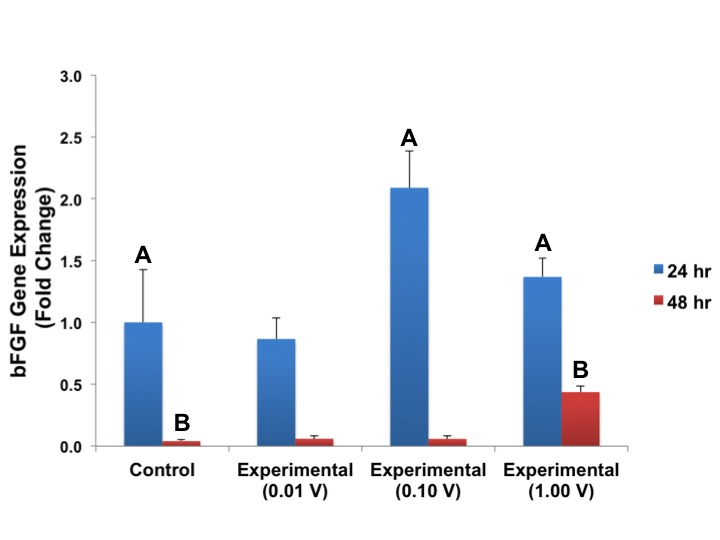 bFGF Gene Expression
(Fold Change)
3.0
2.5
2.0
1.5
1.0
0.5
0.0
A
B
A
A
B
Control
Experimental
(0.01 V)
Experimental
(0.10 V)
Experimental
(1.00 V)
24 hr
48 hr